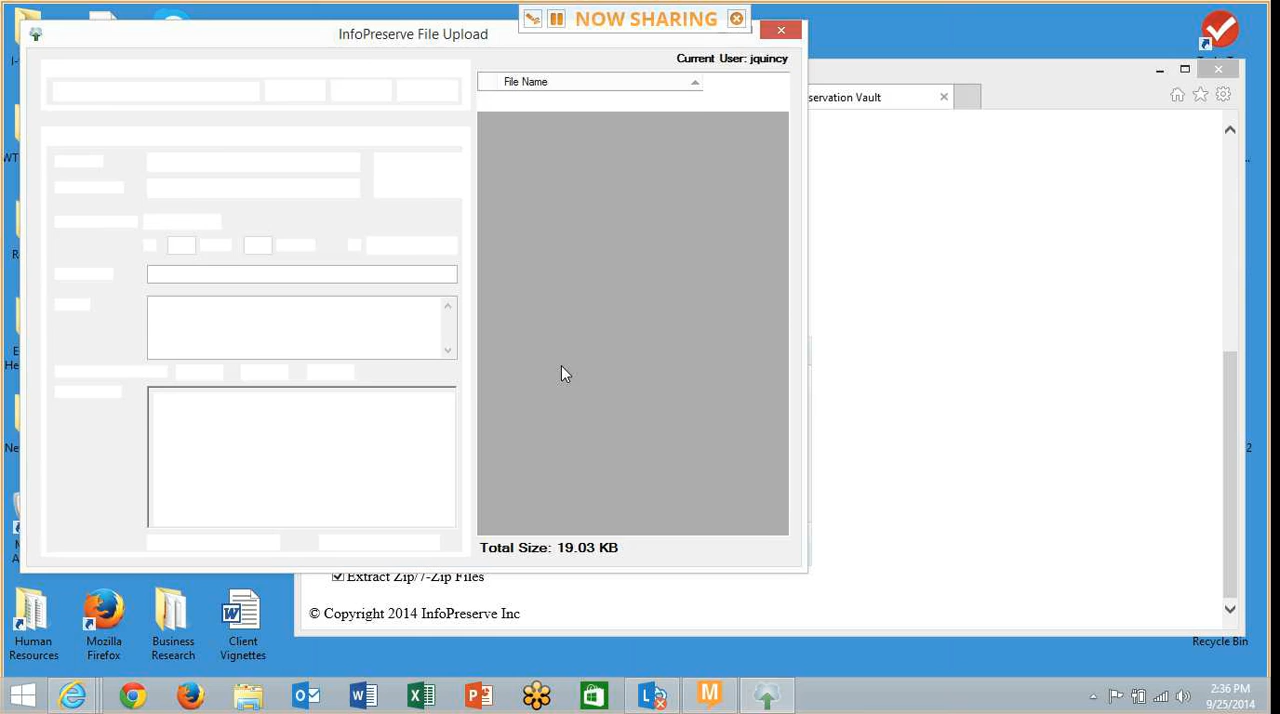 NOW SHARING
InfoPreserve File Upload
Current User: jquincy
File Name
servation Vault
Total Size: 19.03 KB
Extract Zip/7-Zip Files
© Copyright 2014 InfoPreserve Inc
Human Resources
Mozilla Firefox
Business Research
Client Vignettes
Recycle Bin
2:36 PM
9/25/2014